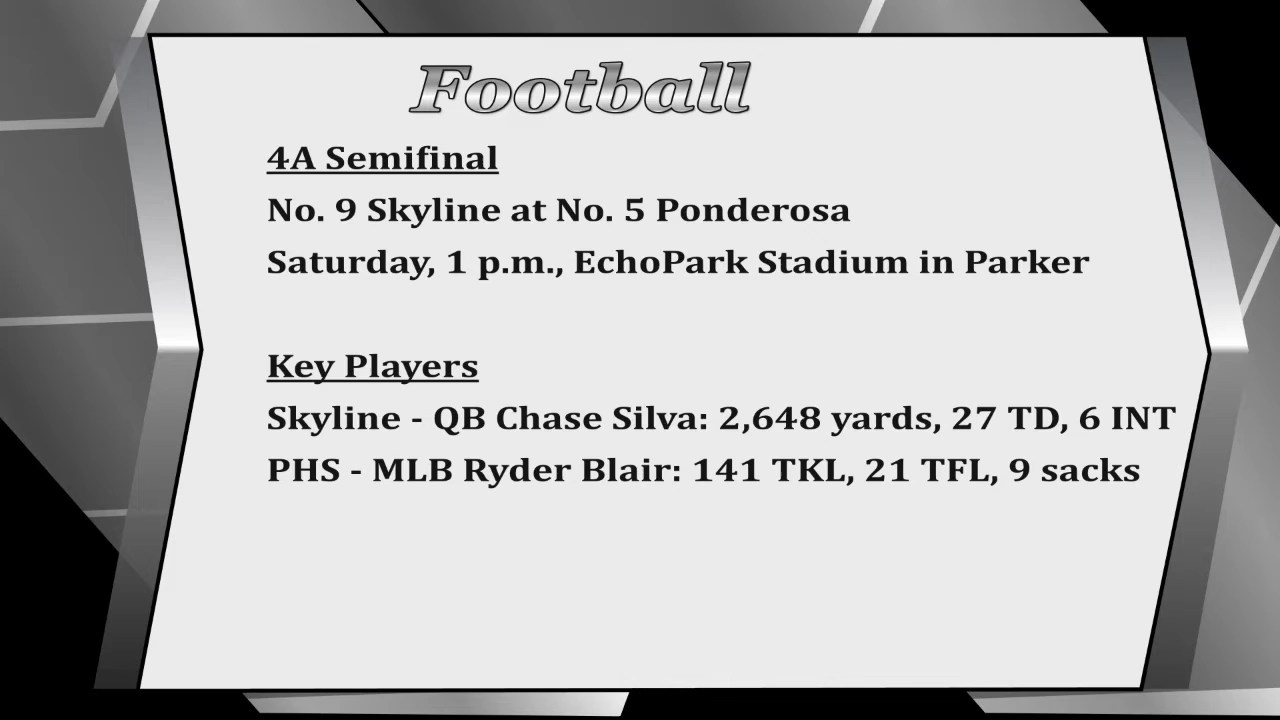 Football
4A Semifinal
No. 9 Skyline at No. 5 Ponderosa
Saturday, 1 p.m., EchoPark Stadium in Parker
Key Players
Skyline - QB Chase Silva: 2,648 yards, 27 TD, 6 INT
PHS - MLB Ryder Blair: 141 TKL, 21 TFL, 9 sacks